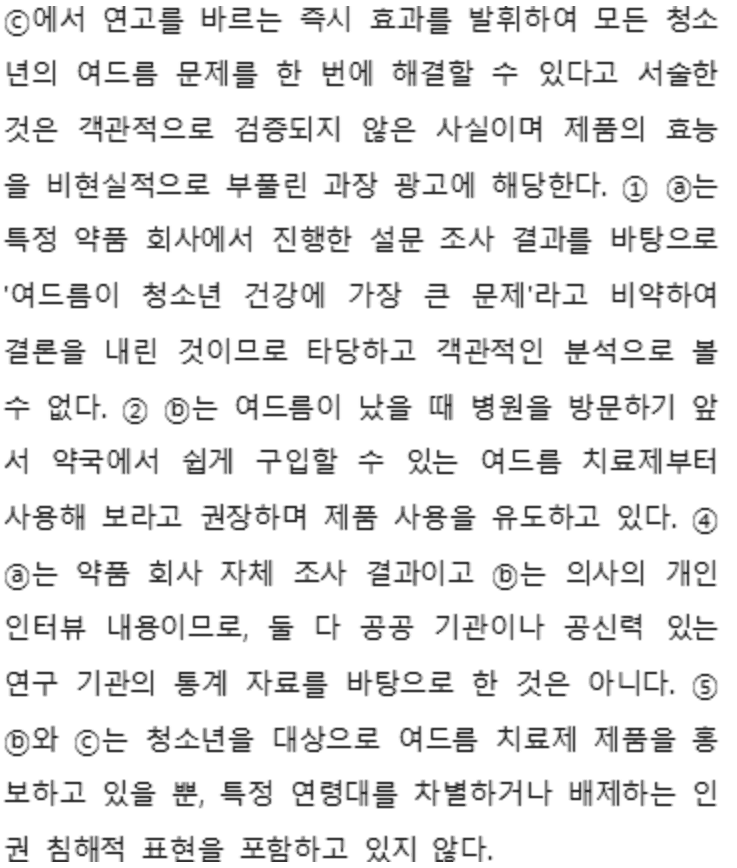 ⓒ에서 연고를 바르는 즉시 효과를 발휘하여 모든 청소
년의 여드름 문제를 한 번에 해결할 수 있다고 서술한
것은 객관적으로 검증되지 않은 사실이며 제품의 효능
을 비현실적으로 부풀린 과장 광고에 해당한다. ① ⓐ는
특정 약품 회사에서 진행한 설문 조사 결과를 바탕으로
'여드름이 청소년 건강에 가장 큰 문제'라고 비약하여
결론을 내린 것이므로 타당하고 객관적인 분석으로 볼
수 없다. ② ⓑ는 여드름이 났을 때 병원을 방문하기 앞
서 약국에서 쉽게 구입할 수 있는 여드름 치료제부터
사용해 보라고 권장하며 제품 사용을 유도하고 있다. ④
ⓐ는 약품 회사 자체 조사 결과이고 ⓑ는 의사의 개인
인터뷰 내용이므로, 둘 다 공공 기관이나 공신력 있는
연구 기관의 통계 자료를 바탕으로 한 것은 아니다. ⑤
ⓑ와 ⓒ는 청소년을 대상으로 여드름 치료제 제품을 홍
보하고 있을 뿐, 특정 연령대를 차별하거나 배제하는 인
권 침해적 표현을 포함하고 있지 않다.